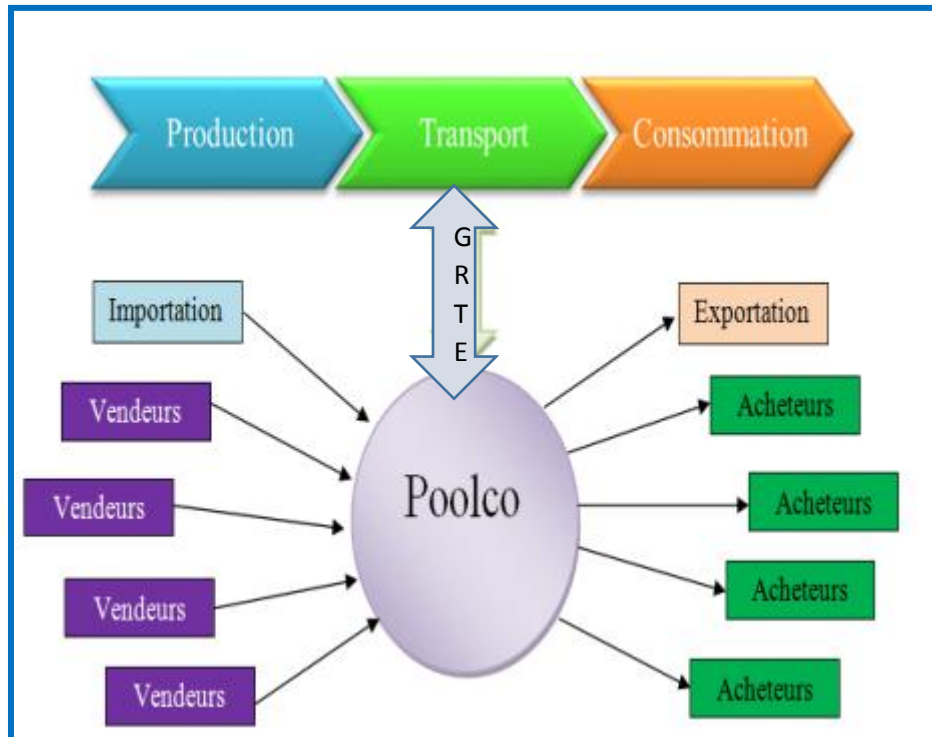 Production
Transport
Consommation
G
R
T
E
Importation
Exportation
Vendeurs
Acheteurs
Poolco
Vendeurs
Acheteurs
Vendeurs
Acheteurs
Vendeurs
Acheteurs